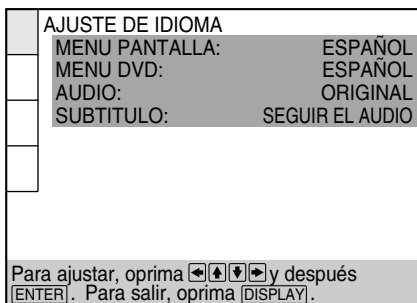 AJUSTE DE IDIOMA
MENU PANTALLA: ESPAÑOL
MENU DVD: ESPAÑOL
AUDIO: ORIGINAL
SUBTITULO: SEGUIR EL AUDIO
Para ajustar, oprima ←↑↓→ y después
ENTER. Para salir, oprima DISPLAY.